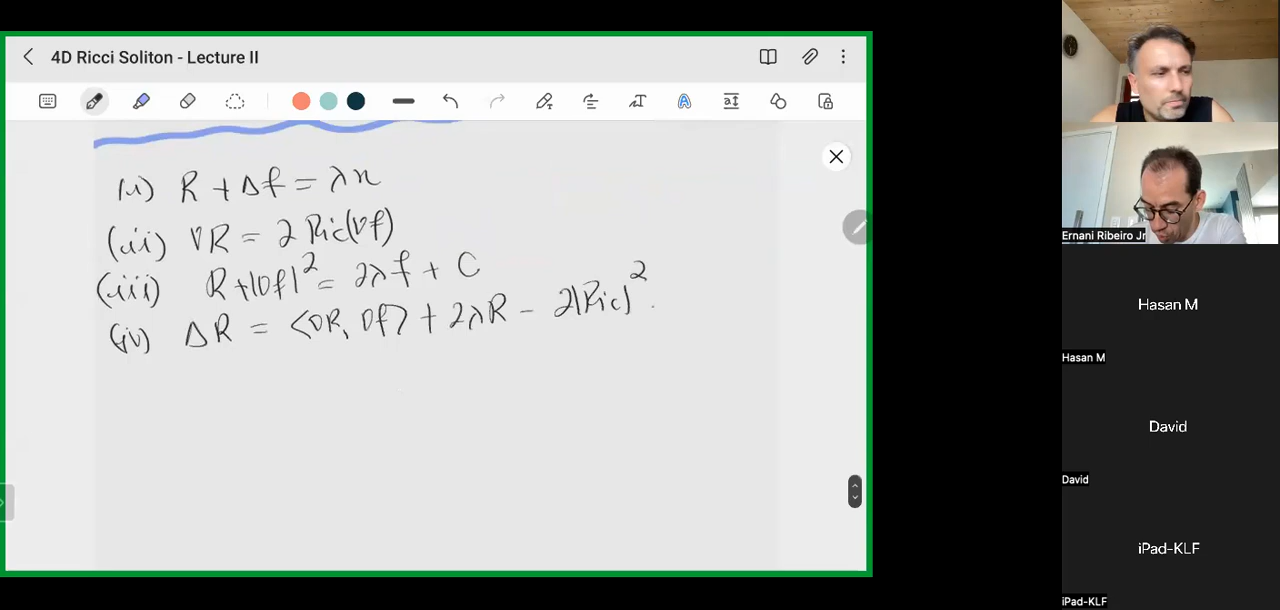 4D Ricci Soliton - Lecture II
(i) R + Δf = λn
(ii) ∇R = 2 Ric(∇f)
(iii) R + |∇f|² = 2λf + C
(iv) ΔR = <∇R, ∇f> + 2λR - 2|Ric|².
Ernani Ribeiro Jr
Hasan M
Hasan M
David
David
iPad-KLF
iPad-KLF